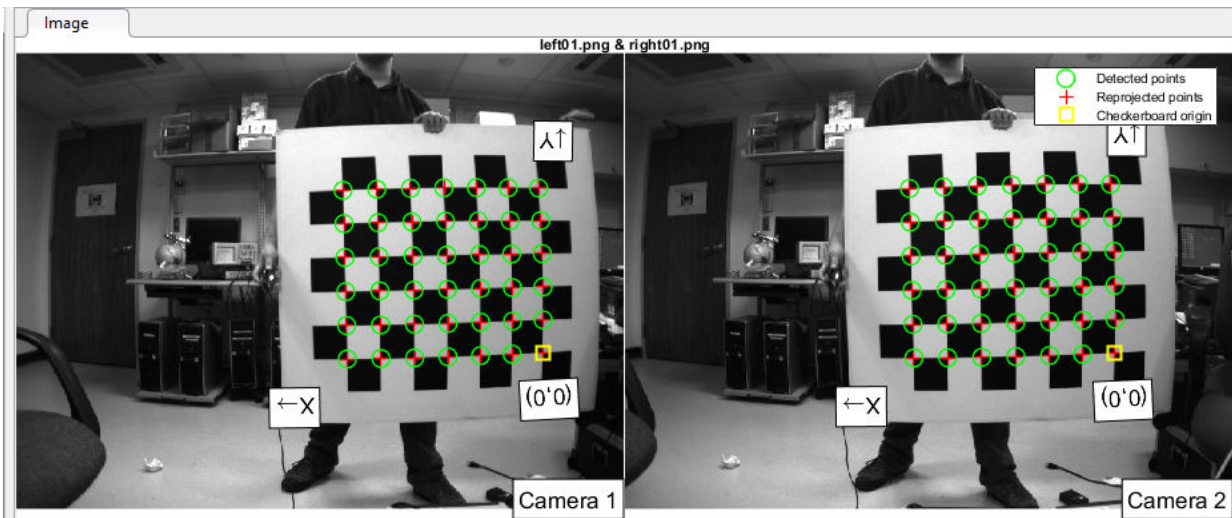 Image
left01.png & right01.png
Detected points
Reprojected points
Checkerboard origin
Y↑
Y↑
←X
(0,0)
←X
(0,0)
Camera 1
Camera 2